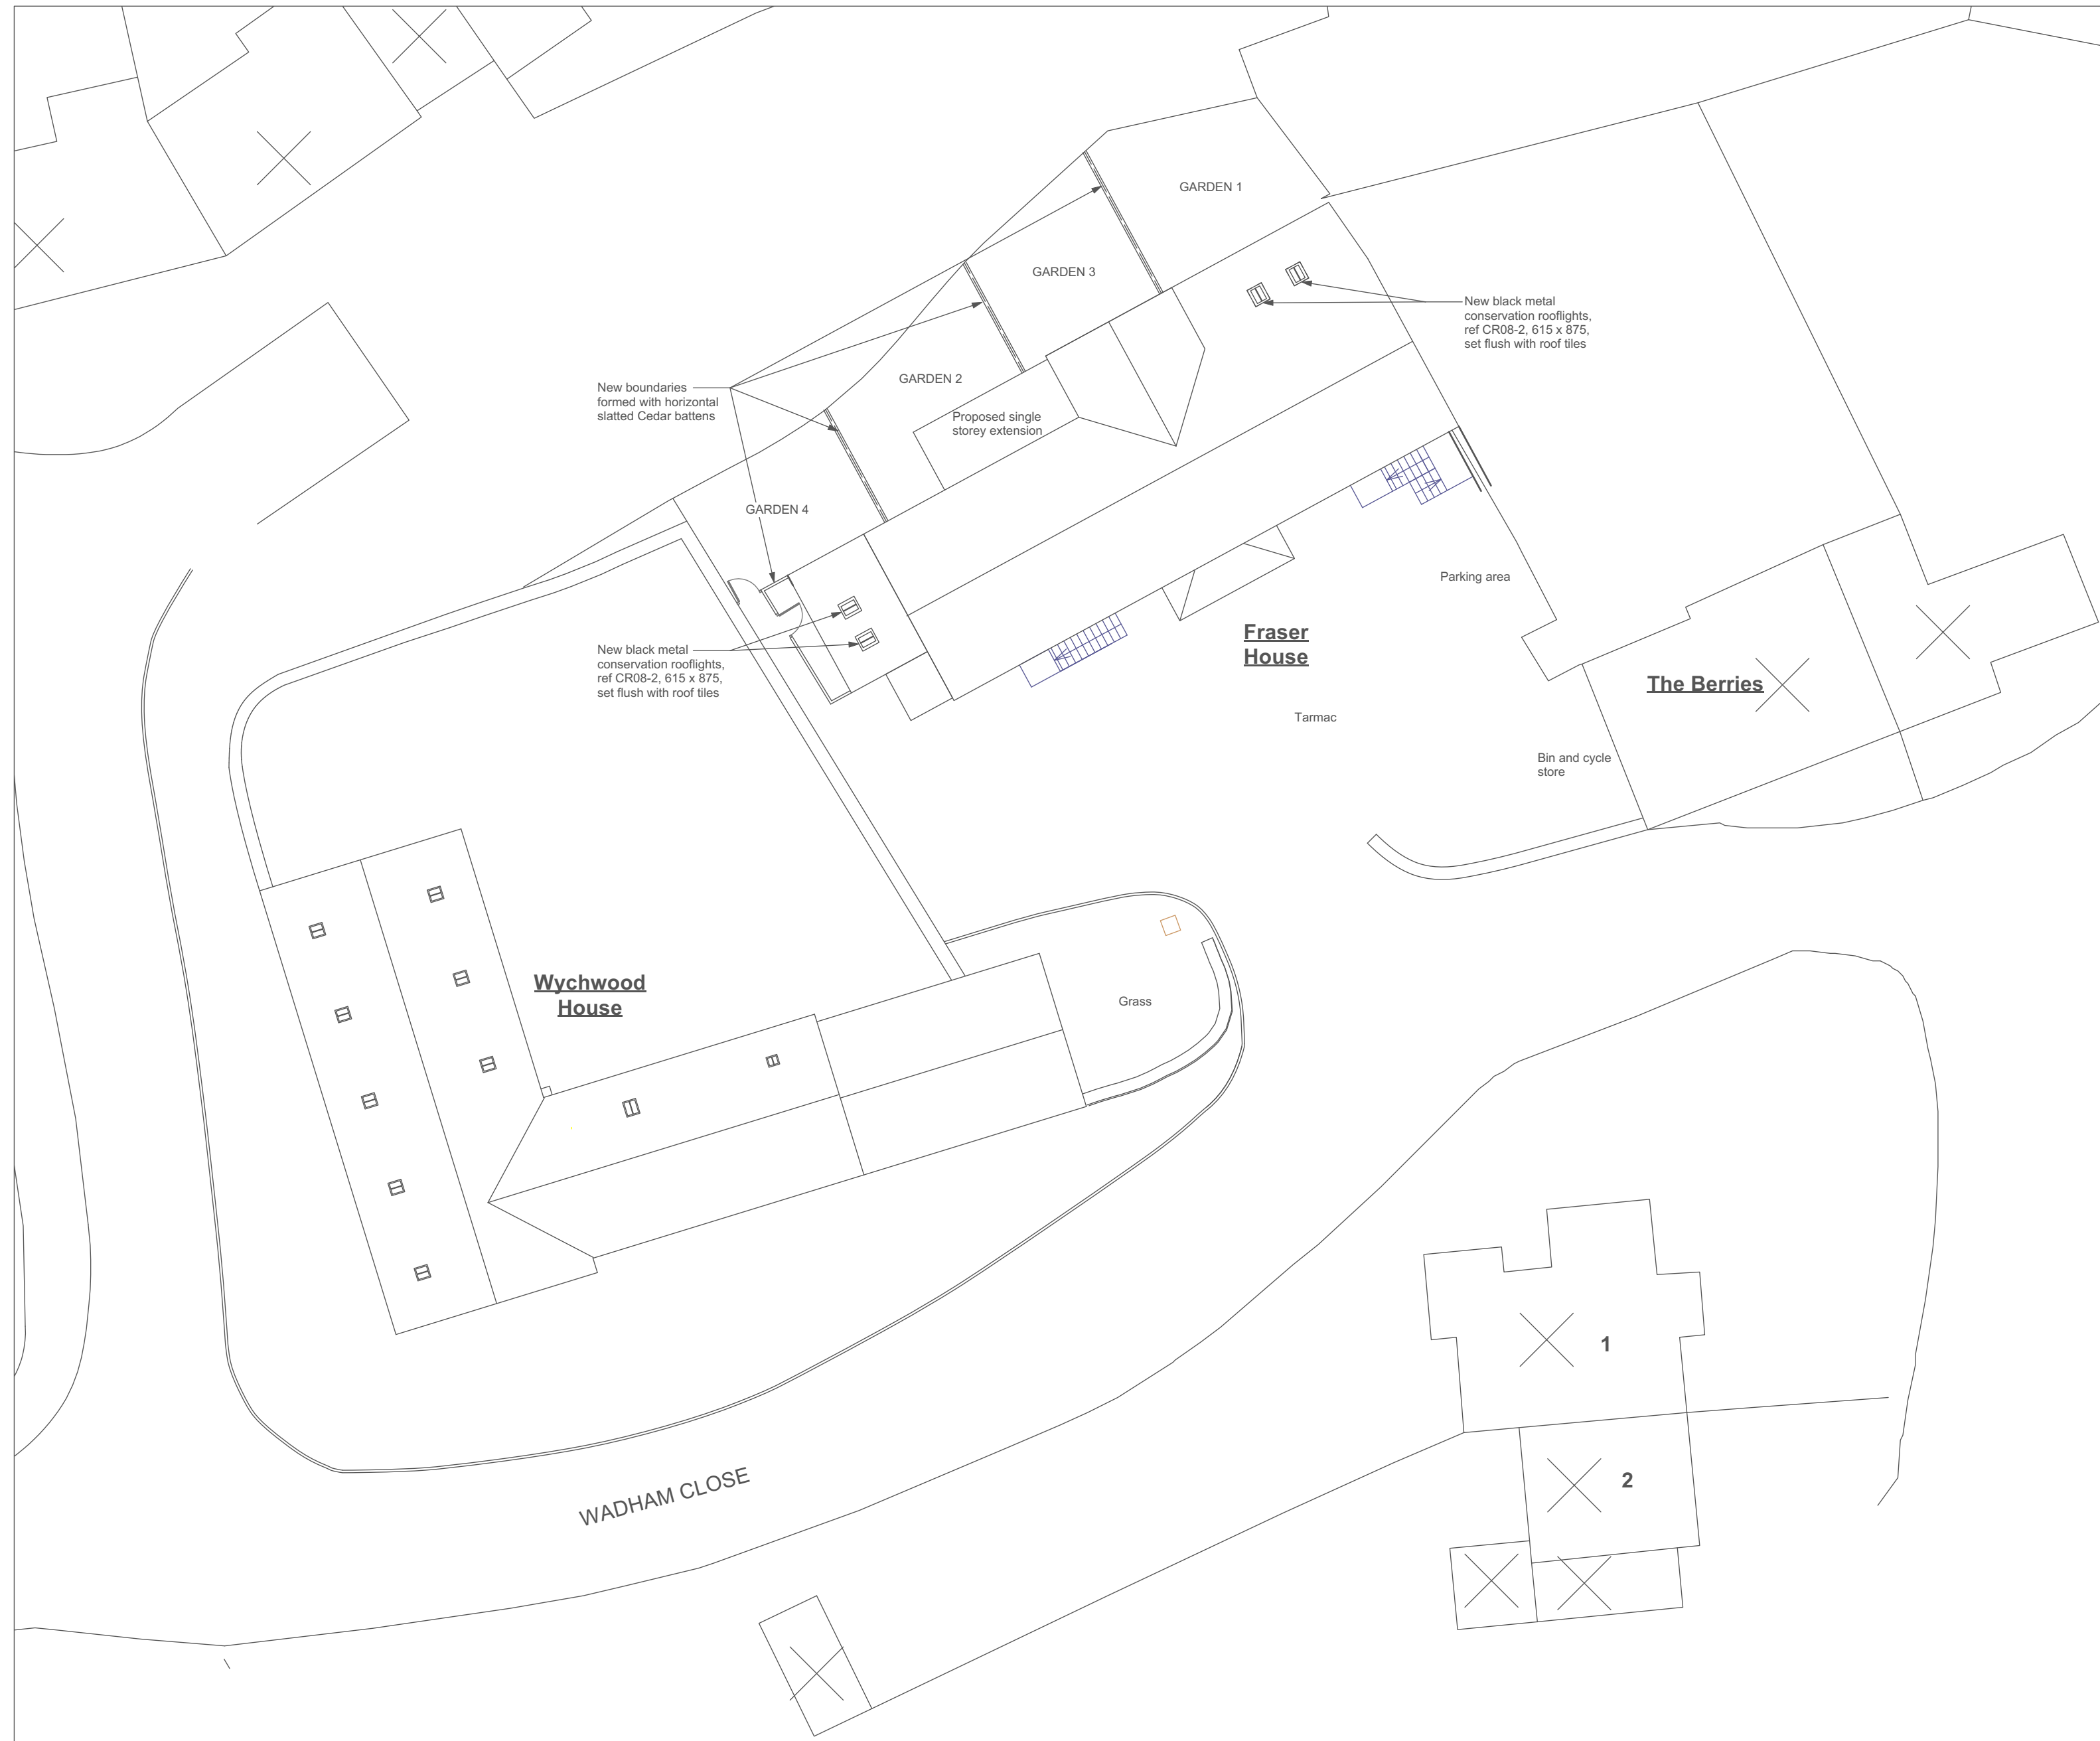 GARDEN 1
GARDEN 3
New black metal
conservation rooflights,
ref CR08-2, 615 x 875,
set flush with roof tiles
GARDEN 2
New boundaries
formed with horizontal
slatted Cedar battens
Proposed single
storey extension
GARDEN 4
Parking area
Fraser
House
New black metal
conservation rooflights,
ref CR08-2, 615 x 875,
set flush with roof tiles
The Berries
Tarmac
Bin and cycle
store
Wychwood
House
Grass
1
2
WADHAM CLOSE